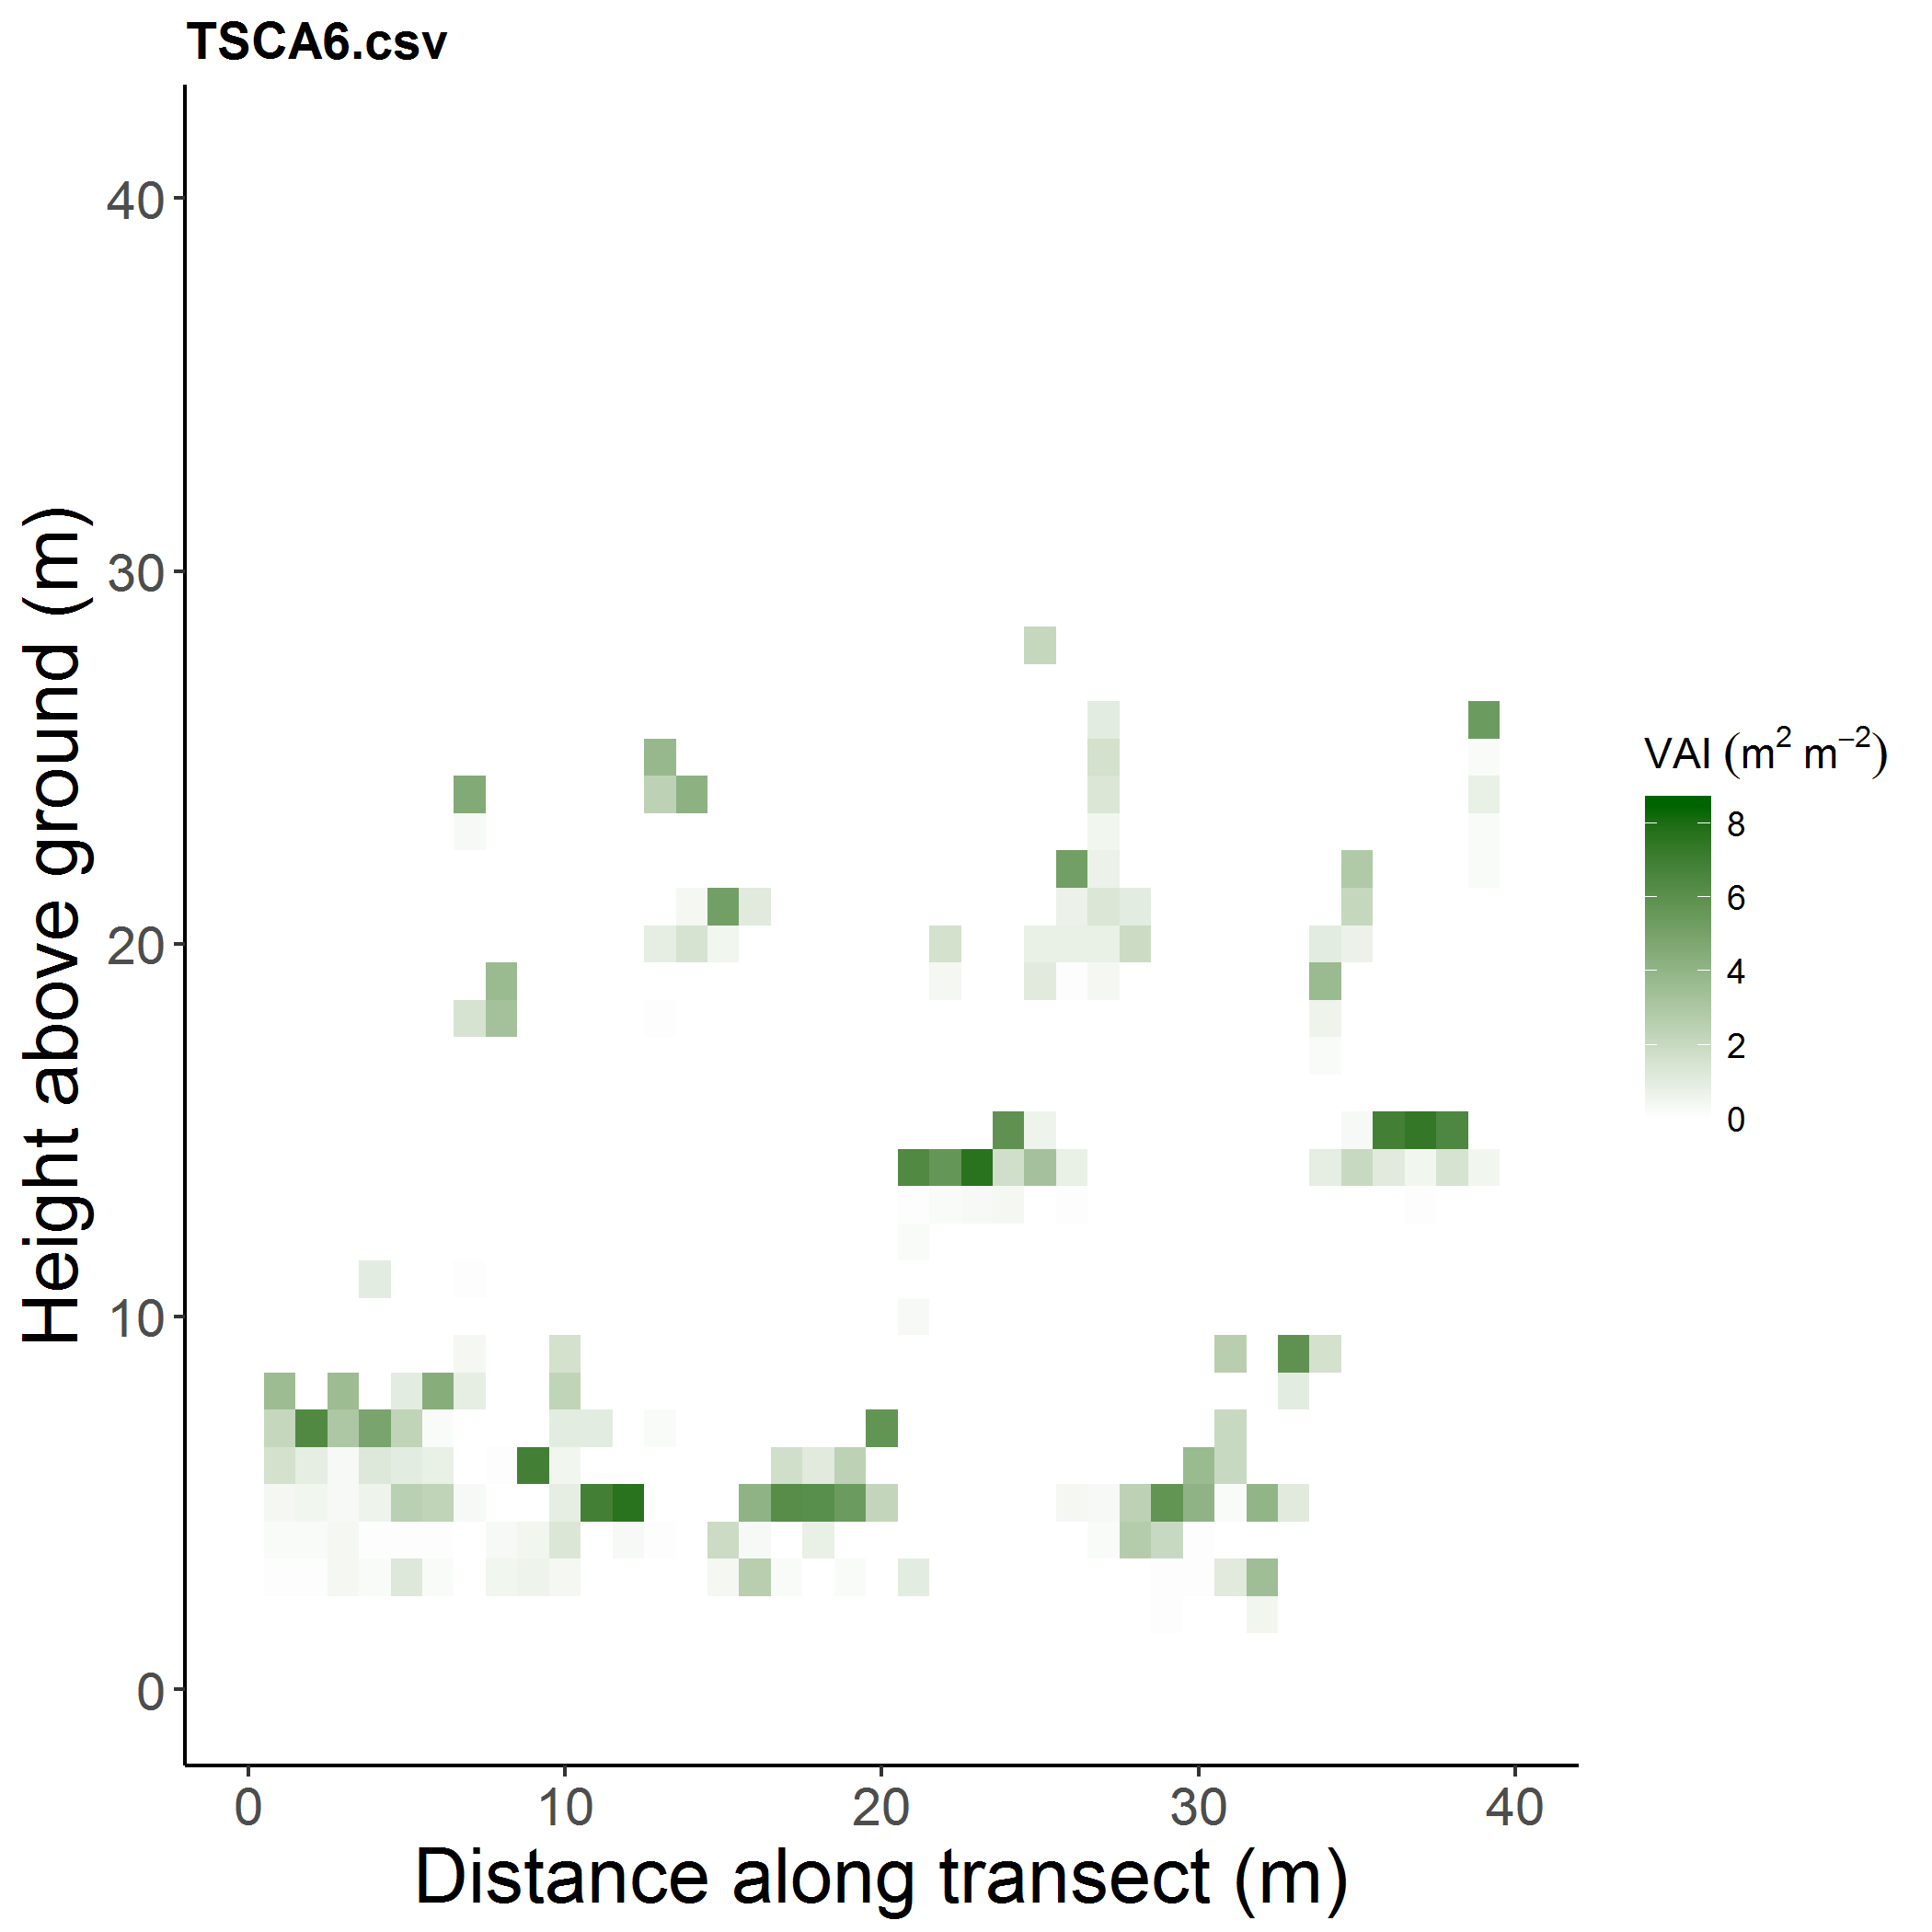 TSCA6.csv
40
30
20
10
0
Height above ground (m)
0 10 20 30 40
Distance along transect (m)
VAI (m² m⁻²)
8
6
4
2
0